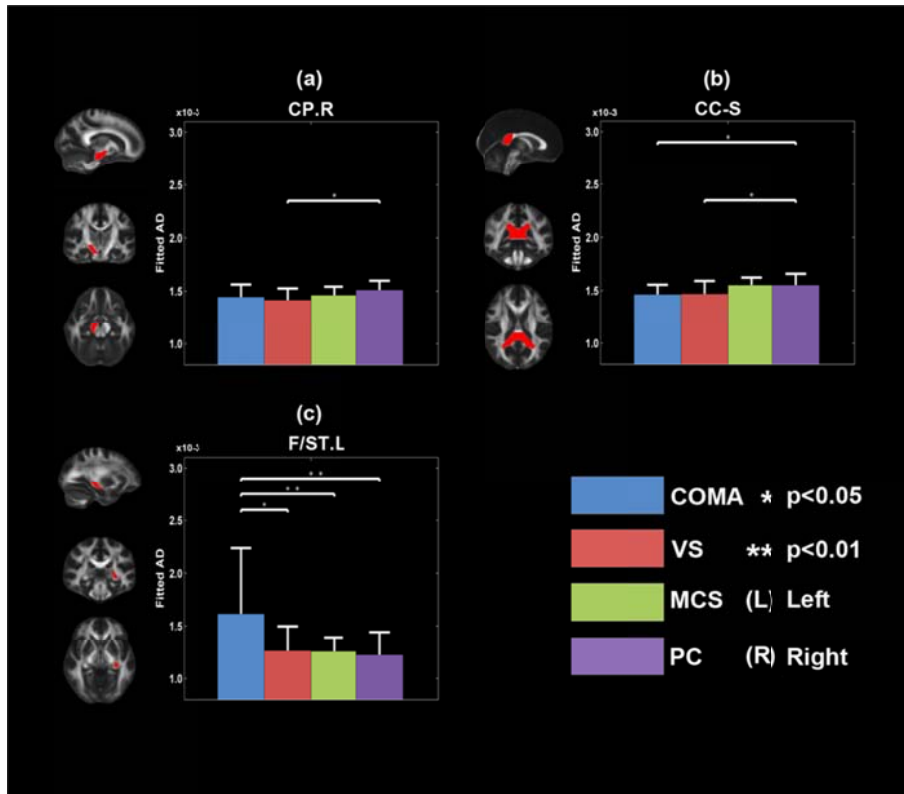 (a)
CP.R
x10-3
3.0
2.5
2.0
1.5
1.0
Fitted AD
*
(b)
CC-S
x10-3
3.0
2.5
2.0
1.5
1.0
Fitted AD
*
*
(c)
F/ST.L
x10-3
3.0
2.5
2.0
1.5
1.0
Fitted AD
**
**
*
COMA * p<0.05
VS ** p<0.01
MCS (L) Left
PC (R) Right